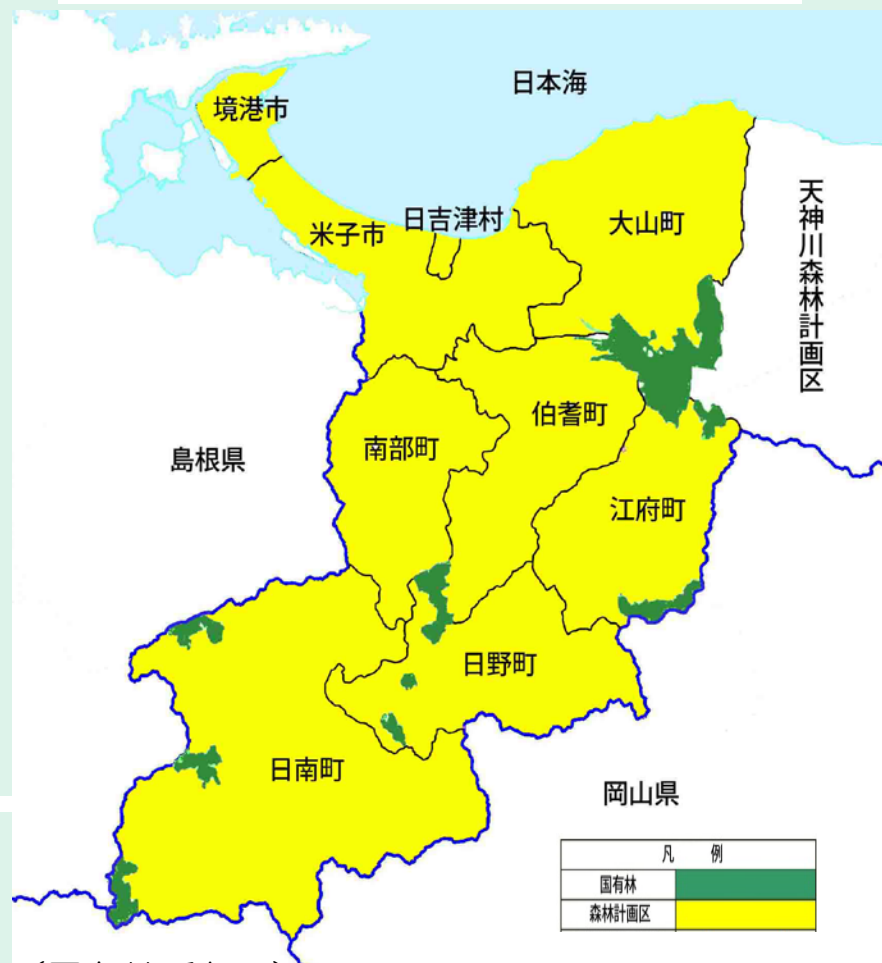 日本海
境港市
天神川森林計画区
日吉津村
大山町
米子市
伯耆町
南部町
島根県
江府町
日野町
日南町
岡山県
凡 例
国有林
森林計画区